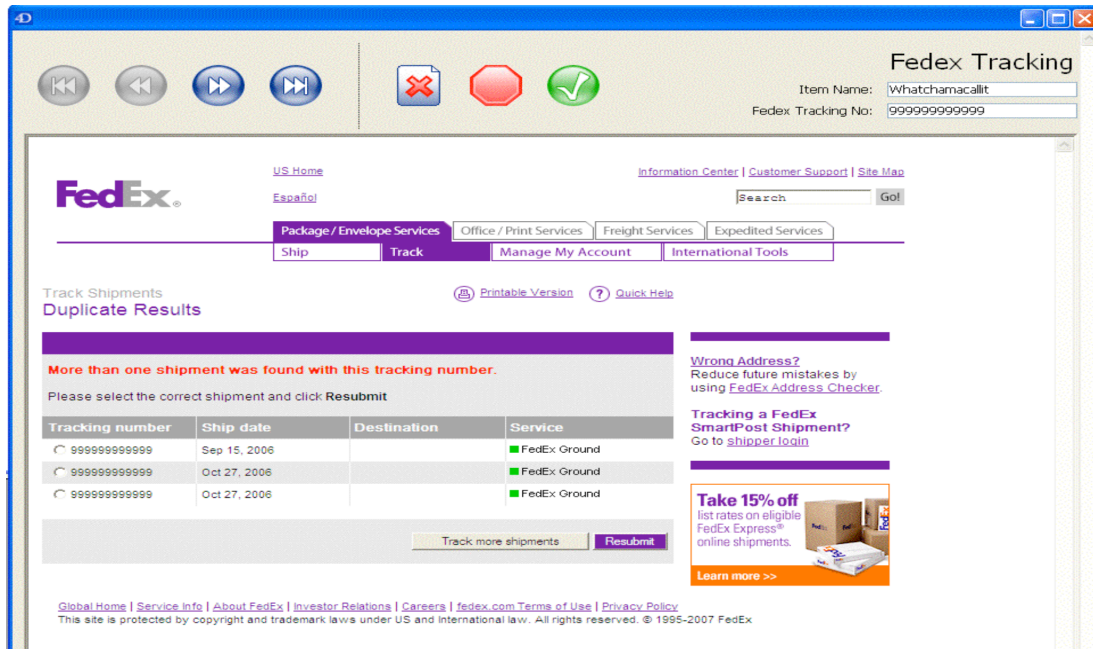 4D
Fedex Tracking
Item Name: Whatchamacallit
Fedex Tracking No: 999999999999
US Home
Information Center | Customer Support | Site Map
FedEx®
Español
Search Go!
Package / Envelope Services Office / Print Services Freight Services Expedited Services
Ship Track Manage My Account International Tools
Track Shipments
Printable Version ? Quick Help
Duplicate Results
More than one shipment was found with this tracking number.
Please select the correct shipment and click Resubmit
Tracking number Ship date Destination Service
999999999999 Sep 15, 2006 FedEx Ground
999999999999 Oct 27, 2006 FedEx Ground
999999999999 Oct 27, 2006 FedEx Ground
Track more shipments Resubmit
Wrong Address?
Reduce future mistakes by
using FedEx Address Checker.
Tracking a FedEx
SmartPost Shipment?
Go to shipper login
Take 15% off
list rates on eligible
FedEx Express®
online shipments.
Learn more >>
Global Home | Service Info | About FedEx | Investor Relations | Careers | fedex.com Terms of Use | Privacy Policy
This site is protected by copyright and trademark laws under US and International law. All rights reserved. © 1995-2007 FedEx